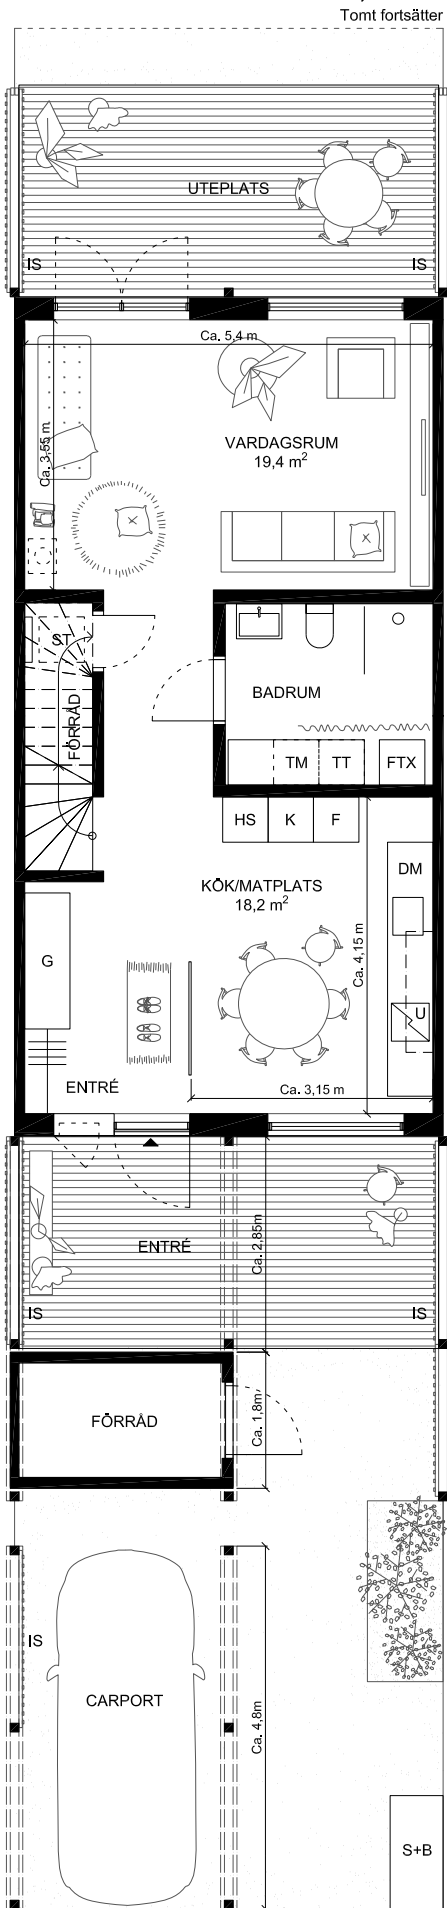 Tomt fortsätter
UTEPLATS
IS
IS
Ca. 5,4 m
Ca. 3,55 m
VARDAGSRUM
19,4 m²
ST
FÖRRÅD
BADRUM
TM
TT
FTX
HS
K
F
DM
KÖK/MATPLATS
18,2 m²
G
Ca. 4,15 m
U
ENTRÉ
Ca. 3,15 m
ENTRÉ
Ca. 2,85m
IS
IS
FÖRRÅD
Ca. 1,8m
IS
CARPORT
Ca. 4,8m
S+B